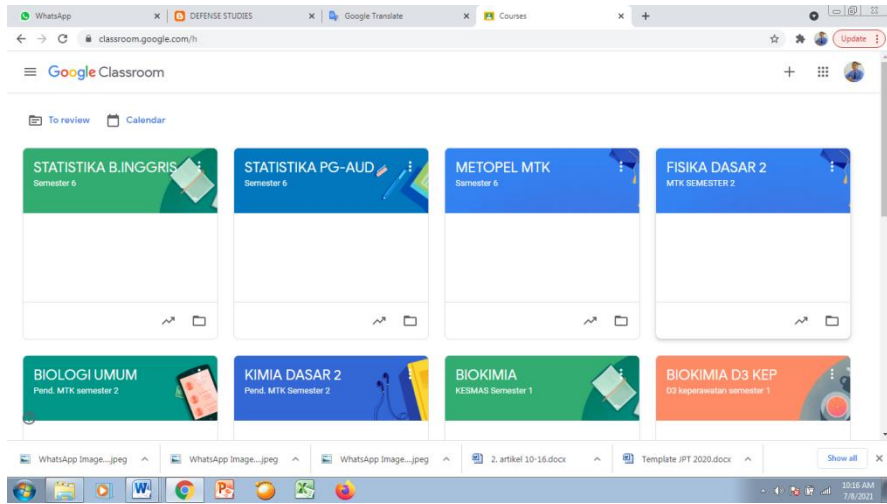 WhatsApp
DEFENSE STUDIES
Google Translate
Courses
classroom.google.com/h
Update
Google Classroom
To review
Calendar
STATISTIKA B.INGGRIS
Semester 6
STATISTIKA PG-AUD
Semester 6
METOPEL MTK
Semester 6
FISIKA DASAR 2
MTK SEMESTER 2
BIOLOGI UMUM
Pend. MTK semester 2
KIMIA DASAR 2
Pend. MTK Semester 2
BIOKIMIA
KESMAS Semester 1
BIOKIMIA D3 KEP
D3 keperawatan semester 1
WhatsApp Image....jpeg
WhatsApp Image....jpeg
WhatsApp Image....jpeg
2. artikel 10-16.docx
Template JPT 2020.docx
Show all
10:16 AM
7/8/2021